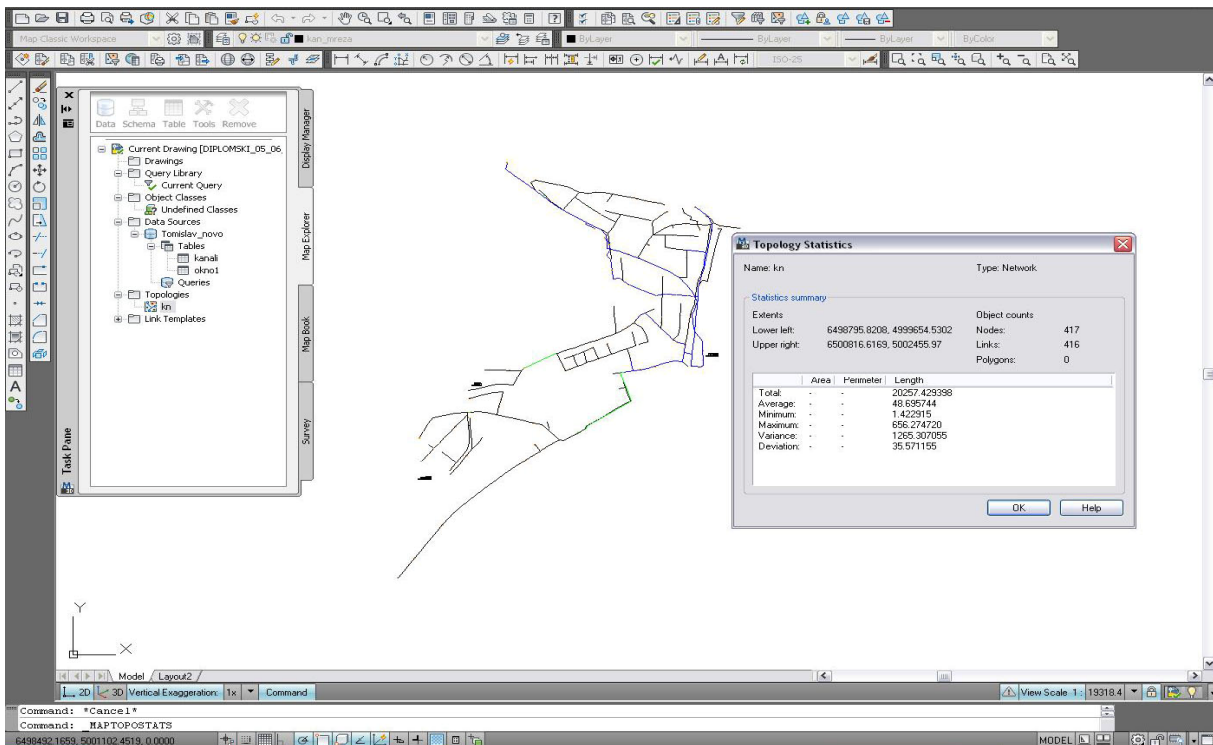 Map Classic Workspace
kan_mreza
ByLayer
ByLayer
ByLayer
ByColor
ISO-25
Data Schema Table Tools Remove
Current Drawing [DIPLOMSKI_05_06,
Drawings
Query Library
Current Query
Object Classes
Undefined Classes
Data Sources
Tomislav_novo
Tables
kanali
okno1
Queries
Topologies
kn
Link Templates
Display Manager
Map Explorer
Map Book
Survey
Task Pane
Topology Statistics
Name: kn Type: Network
Statistics summary
Extents Object counts
Lower left: 6498795.8208, 4999654.5302 Nodes: 417
Upper right: 6500816.6169, 5002455.97 Links: 416
Polygons: 0
Area Perimeter Length
Total: - - 20257.429398
Average: - - 48.695744
Minimum: - - 1.422915
Maximum: - - 656.274720
Variance: - - 1265.307055
Deviation: - - 35.571155
OK Help
Y
X
Model Layout2
2D 3D Vertical Exaggeration: 1x Command View Scale 1: 19318.4
Command: *Cancel*
Command: _MAPTOPOSTATS
6498492.1659, 5001102.4519, 0.0000 MODEL